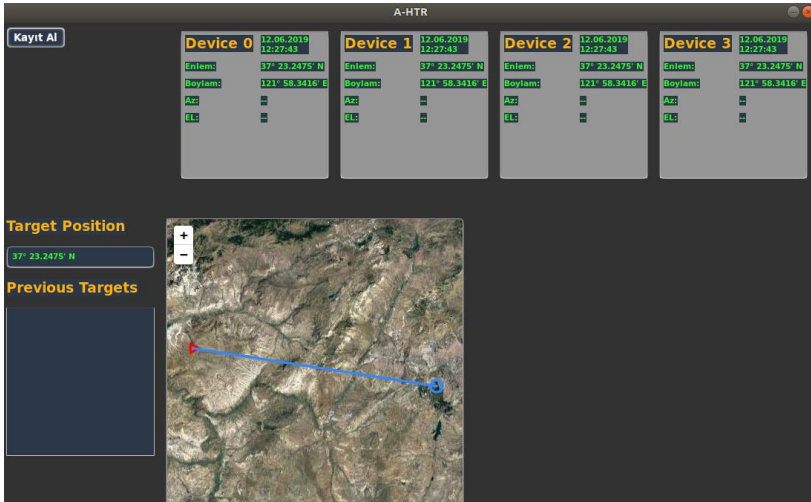 A-HTR
Kayıt Al
Device 0
12.06.2019
12:27:43
Enlem: 37° 23.2475' N
Boylam: 121° 58.3416' E
Az: --
EL: --
Device 1
12.06.2019
12:27:43
Enlem: 37° 23.2475' N
Boylam: 121° 58.3416' E
Az: --
EL: --
Device 2
12.06.2019
12:27:43
Enlem: 37° 23.2475' N
Boylam: 121° 58.3416' E
Az: --
EL: --
Device 3
12.06.2019
12:27:43
Enlem: 37° 23.2475' N
Boylam: 121° 58.3416' E
Az: --
EL: --
Target Position
37° 23.2475' N
Previous Targets
+
−